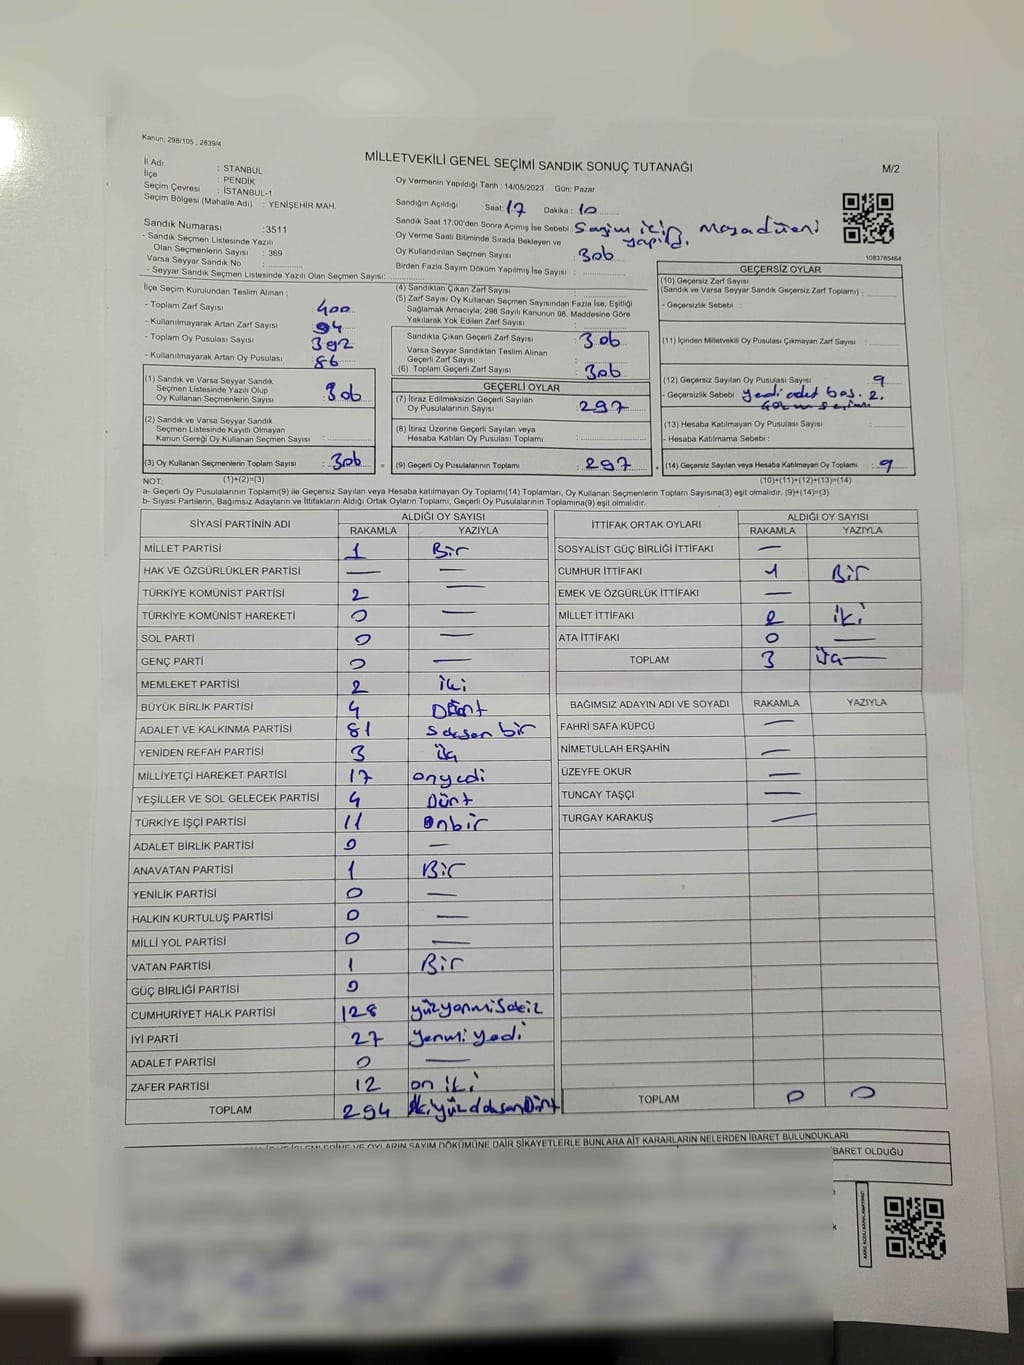 Kanun; 298/105 , 2839/4
MİLLETVEKİLİ GENEL SEÇİMİ SANDIK SONUÇ TUTANAĞI
M/2
İl Adı : STANBUL
İlçe : PENDİK
Seçim Çevresi : İSTANBUL-1
Seçim Bölgesi (Mahalle Adı) : YENİŞEHİR MAH.
Oy Vermenin Yapıldığı Tarih : 14/05/2023 Gün: Pazar
Sandığın Açıldığı Saat: 17 Dakika : 10
Sandık Saat 17:00'den Sonra Açımış İse Sebebi : Sayım için masa düzeni yapıldı.
Oy Verme Saati Bitiminde Sırada Bekleyen ve
Oy Kullandırılan Seçmen Sayısı : 306
Birden Fazla Sayım Döküm Yapılmış İse Sayısı :
1083785464
Sandık Numarası :3511
- Sandık Seçmen Listesinde Yazılı
Olan Seçmenlerin Sayısı : 369
Varsa Seyyar Sandık No :
- Seyyar Sandık Seçmen Listesinde Yazılı Olan Seçmen Sayısı:
İlçe Seçim Kurulundan Teslim Alınan ;
- Toplam Zarf Sayısı : 400
- Kullanılmayarak Artan Zarf Sayısı : 94
- Toplam Oy Pusulası Sayısı : 392
- Kullanılmayarak Artan Oy Pusulası : 86
(1) Sandık ve Varsa Seyyar Sandık
Seçmen Listesinde Yazılı Olup
Oy Kullanan Seçmenlerin Sayısı : 306
(2) Sandık ve Varsa Seyyar Sandık
Seçmen Listesinde Kayıtlı Olmayan
Kanun Gereği Oy Kullanan Seçmen Sayısı :
(3) Oy Kullanan Seçmenlerin Toplam Sayısı : 306
(4) Sandıktan Çıkan Zarf Sayısı :
(5) Zarf Sayısı Oy Kullanan Seçmen Sayısından Fazla İse, Eşitliği
Sağlamak Amacıyla; 298 Sayılı Kanunun 98. Maddesine Göre
Yakılarak Yok Edilen Zarf Sayısı :
Sandıkta Çıkan Geçerli Zarf Sayısı : 306
Varsa Seyyar Sandıktan Teslim Alınan
Geçerli Zarf Sayısı :
(6) Toplam Geçerli Zarf Sayısı : 306
GEÇERLİ OYLAR
(7) İtiraz Edilmeksizin Geçerli Sayılan
Oy Pusulasının Sayısı : 297
(8) İtiraz Üzerine Geçerli Sayılan veya
Hesaba Katılan Oy Pusulası Toplamı :
(9) Geçerli Oy Pusulalarının Toplamı : 297
GEÇERSİZ OYLAR
(10) Geçersiz Zarf Sayısı
(Sandık ve Varsa Seyyar Sandık Geçersiz Zarf Toplamı) :
- Geçersizlik Sebebi :
(11) İçinden Milletvekili Oy Pusulası Çıkmayan Zarf Sayısı :
(12) Geçersiz Sayılan Oy Pusulası Sayısı : 9
- Geçersizlik Sebebi : yedi adet boş. 2.
(13) Hesaba Katılmayan Oy Pusulası Sayısı :
- Hesaba Katılmama Sebebi :
(14) Geçersiz Sayılan veya Hesaba Katılmayan Oy Toplamı : 9
NOT: (1)+(2)=(3) (10)+(11)+(12)+(13)=(14)
a- Geçerli Oy Pusulalarının Toplamı(9) ile Geçersiz Sayılan veya Hesaba katılmayan Oy Toplamı(14) Toplamları, Oy Kullanan Seçmenlerin Toplam Sayısına(3) eşit olmalıdır. (9)+(14)=(3)
b- Siyasi Partilerin, Bağımsız Adayların ve İttifakların Aldığı Ortak Oyların Toplamı, Geçerli Oy Pusulalarının Toplamına(9) eşit olmalıdır.
SİYASİ PARTİNİN ADI ALDIĞI OY SAYISI
RAKAMLA YAZIYLA
MİLLET PARTİSİ 1 Bir
HAK VE ÖZGÜRLÜKLER PARTİSİ — —
TÜRKİYE KOMÜNİST PARTİSİ 2 —
TÜRKİYE KOMÜNİST HAREKETİ 0 —
SOL PARTİ 0 —
GENÇ PARTİ 0 —
MEMLEKET PARTİSİ 2 iki
BÜYÜK BİRLİK PARTİSİ 4 Dört
ADALET VE KALKINMA PARTİSİ 81 Seksen bir
YENİDEN REFAH PARTİSİ 3 üç
MİLLİYETÇİ HAREKET PARTİSİ 17 onyedi
YEŞİLLER VE SOL GELECEK PARTİSİ 4 Dört
TÜRKİYE İŞÇİ PARTİSİ 11 onbir
ADALET BİRLİK PARTİSİ 0 —
ANAVATAN PARTİSİ 1 Bir
YENİLİK PARTİSİ 0 —
HALKIN KURTULUŞ PARTİSİ 0 —
MİLLİ YOL PARTİSİ 0 —
VATAN PARTİSİ 1 Bir
GÜÇ BİRLİĞİ PARTİSİ 0
CUMHURİYET HALK PARTİSİ 128 yüzyirmisekiz
İYİ PARTİ 27 yirmi yedi
ADALET PARTİSİ 0 —
ZAFER PARTİSİ 12 on iki
TOPLAM 294 ikiyüzdoksanDört
İTTİFAK ORTAK OYLARI ALDIĞI OY SAYISI
RAKAMLA YAZIYLA
SOSYALİST GÜÇ BİRLİĞİ İTTİFAKI —
CUMHUR İTTİFAKI 1 Bir
EMEK VE ÖZGÜRLÜK İTTİFAKI —
MİLLET İTTİFAKI 2 iki
ATA İTTİFAKI 0 —
TOPLAM 3 üç —
BAĞIMSIZ ADAYIN ADI VE SOYADI RAKAMLA YAZIYLA
FAHRİ SAFA KÜPCÜ —
NİMETULLAH ERŞAHİN —
ÜZEYFE OKUR —
TUNCAY TAŞÇI —
TURGAY KARAKUŞ —
TOPLAM 0 0
OYLARIN SAYIM DÖKÜMÜNE DAİR ŞİKAYETLERLE BUNLARA AİT KARARLARIN NELERDEN İBARET BULUNDUKLARI
BARET OLDUĞU